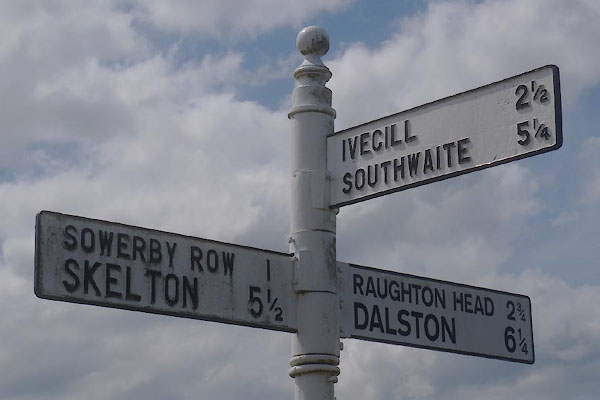 IVEGILL 2½
SOUTHWAITE 5¼
SOWERBY ROW 1
SKELTON 5½
RAUGHTON HEAD 2¾
DALSTON 6¼